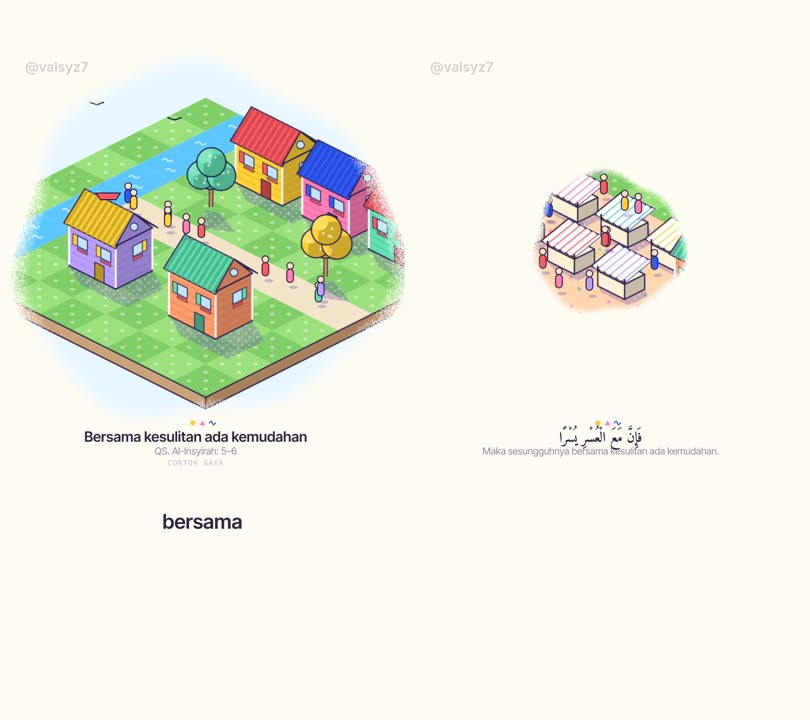 @valsyz7
Bersama kesulitan ada kemudahan
QS. Al-Insyirah: 5–6
CONTOH GAYA
bersama
@valsyz7
فَإِنَّ مَعَ الْعُسْرِ يُسْرًا
Maka sesungguhnya bersama kesulitan ada kemudahan.